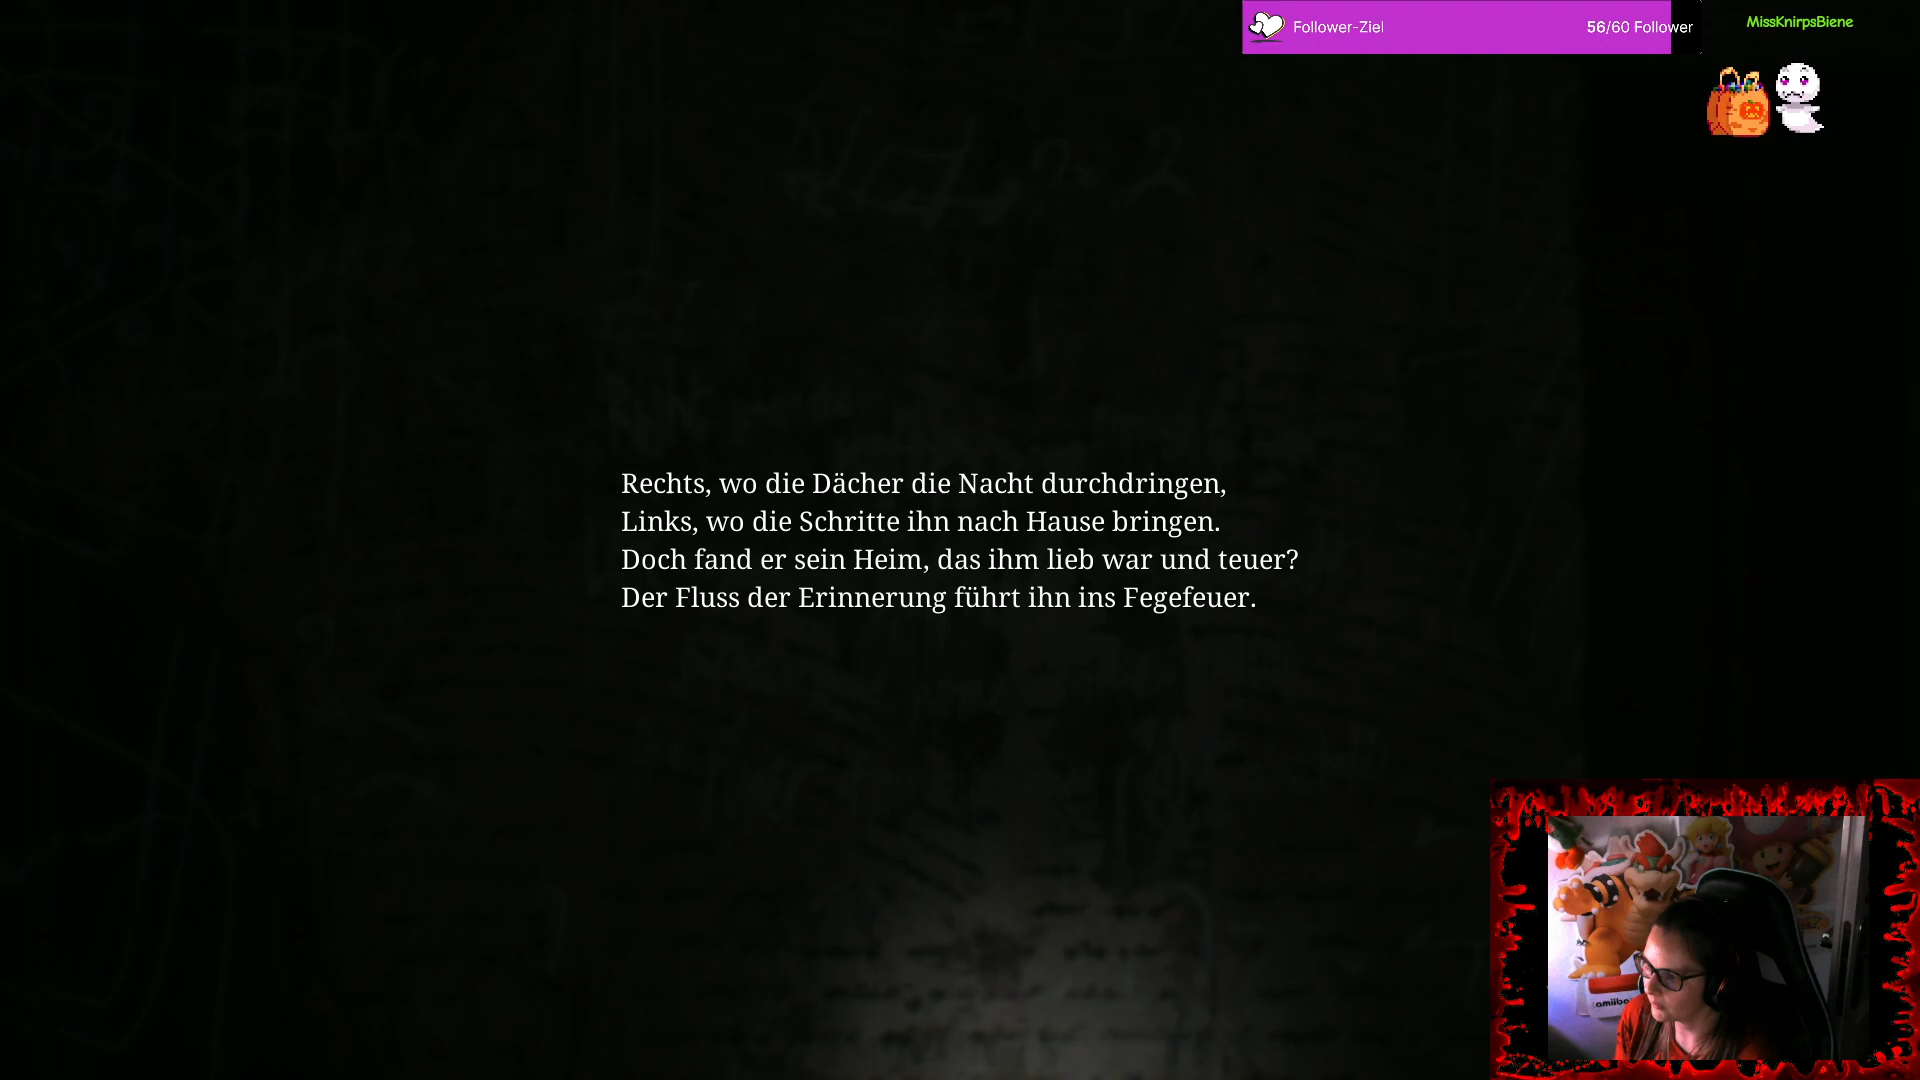 Follower-Ziel
56/60 Follower
MissKnirpsBiene
Rechts, wo die Dächer die Nacht durchdringen,
Links, wo die Schritte ihn nach Hause bringen.
Doch fand er sein Heim, das ihm lieb war und teuer?
Der Fluss der Erinnerung führt ihn ins Fegefeuer.
amiibo